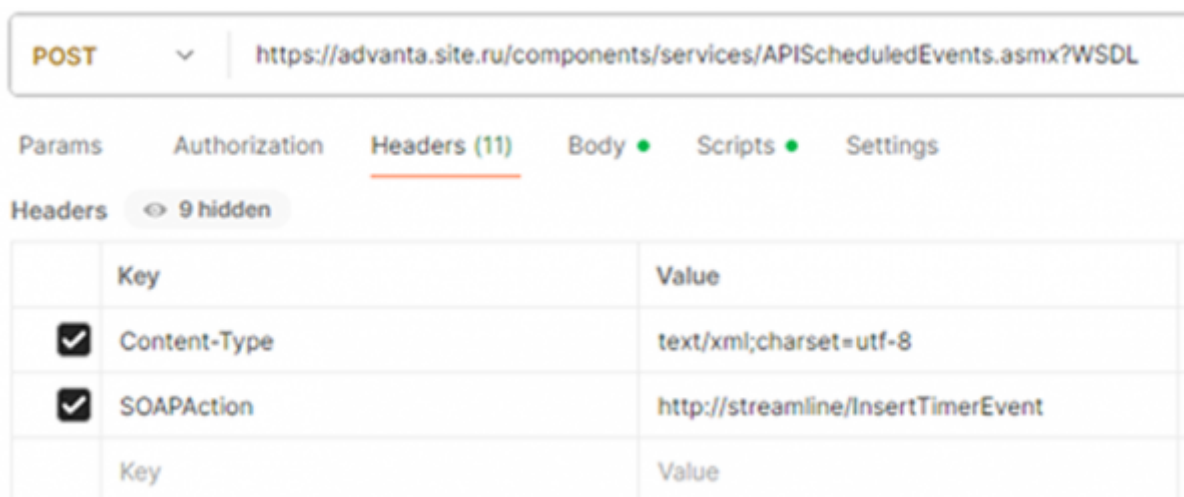 POST https://advanta.site.ru/components/services/APIScheduledEvents.asmx?WSDL
Params Authorization Headers (11) Body Scripts Settings
Headers 9 hidden
Key Value
Content-Type text/xml;charset=utf-8
SOAPAction http://streamline/InsertTimerEvent
Key Value